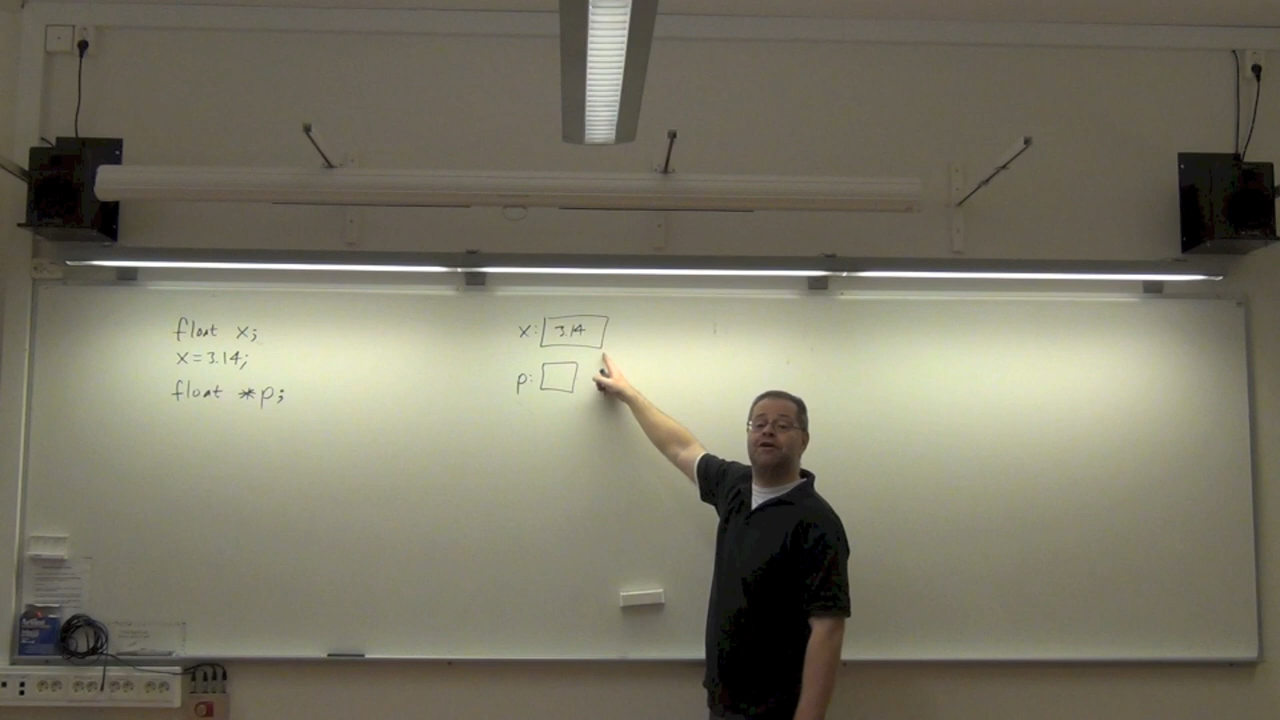 float x;
x=3.14;
float *p;
x: 3.14
p: